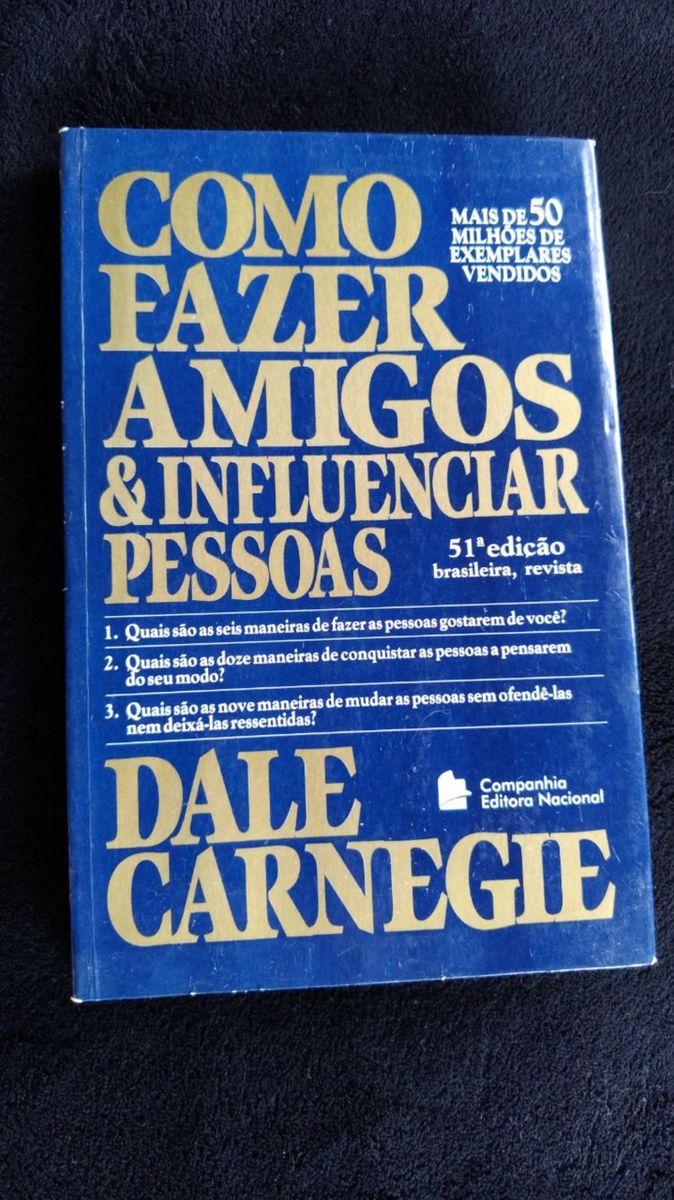 COMO
FAZER
AMIGOS
& INFLUENCIAR
PESSOAS
MAIS DE 50
MILHÕES DE
EXEMPLARES
VENDIDOS
51ª edição
brasileira, revista
1. Quais são as seis maneiras de fazer as pessoas gostarem de você?
2. Quais são as doze maneiras de conquistar as pessoas a pensarem
do seu modo?
3. Quais são as nove maneiras de mudar as pessoas sem ofendê-las
nem deixá-las ressentidas?
DALE
CARNEGIE
Companhia
Editora Nacional